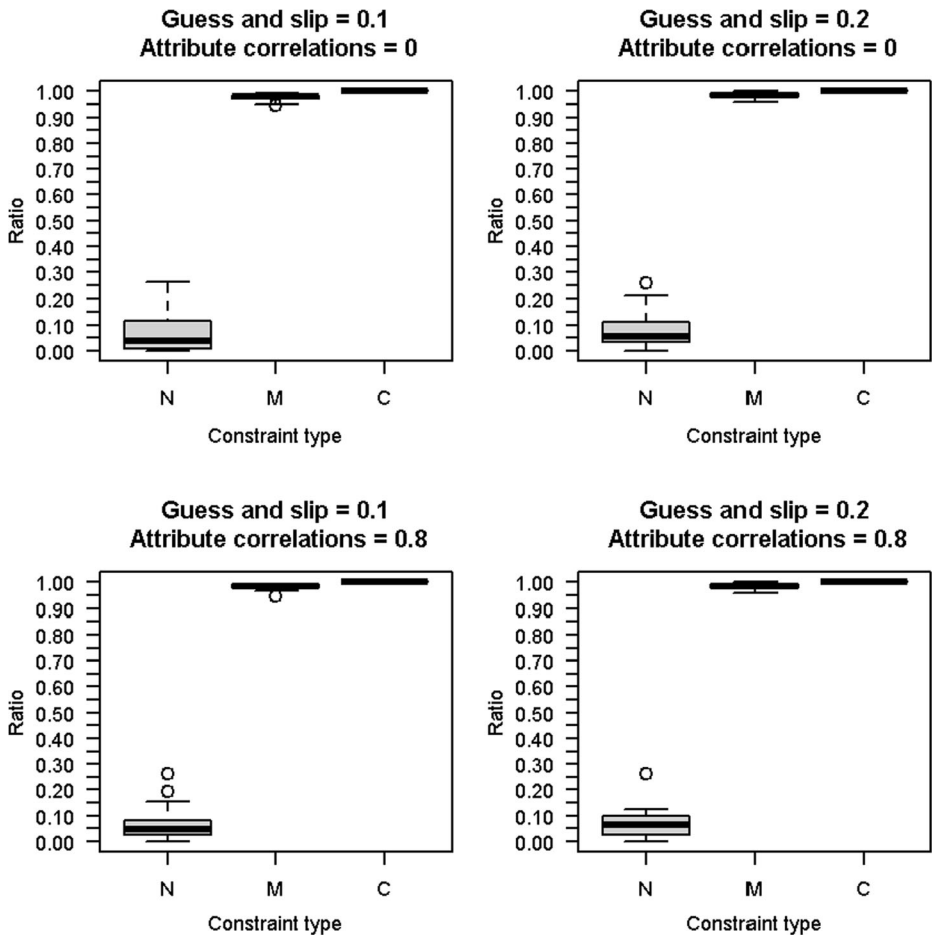 Guess and slip = 0.1
Attribute correlations = 0
Ratio
1.00
0.90
0.80
0.70
0.60
0.50
0.40
0.30
0.20
0.10
0.00
N M C
Constraint type
Guess and slip = 0.2
Attribute correlations = 0
Ratio
1.00
0.90
0.80
0.70
0.60
0.50
0.40
0.30
0.20
0.10
0.00
N M C
Constraint type
Guess and slip = 0.1
Attribute correlations = 0.8
Ratio
1.00
0.90
0.80
0.70
0.60
0.50
0.40
0.30
0.20
0.10
0.00
N M C
Constraint type
Guess and slip = 0.2
Attribute correlations = 0.8
Ratio
1.00
0.90
0.80
0.70
0.60
0.50
0.40
0.30
0.20
0.10
0.00
N M C
Constraint type